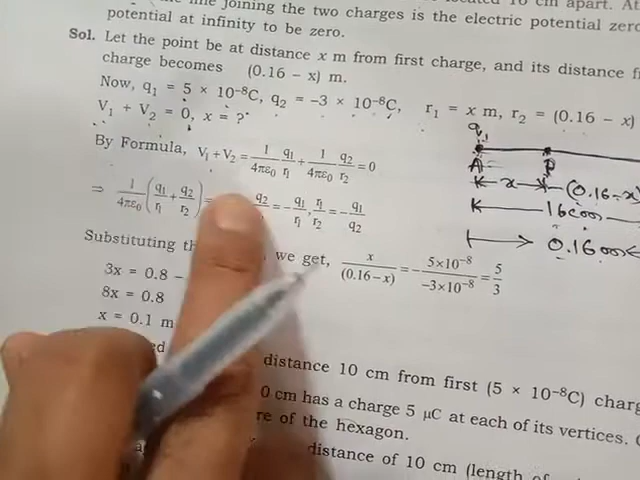 the line joining the two charges is the electric potential zero
potential at infinity to be zero.
Sol. Let the point be at distance x m from first charge, and its distance
charge becomes (0.16 – x) m.
Now, q₁ = 5 × 10⁻⁸C, q₂ = –3 × 10⁻⁸C, r₁ = x m, r₂ = (0.16 – x)
V₁ + V₂ = 0, x = ?
q₁
A P
x (0.16-x)
16
0.16
By Formula, V₁ + V₂ = 1/4πε₀ q₁/r₁ + 1/4πε₀ q₂/r₂ = 0
⇒ 1/4πε₀ (q₁/r₁ + q₂/r₂) = q₂ = – q₁/r₁, r₁/r₂ = – q₁/q₂
Substituting we get, x/(0.16 – x) = – 5×10⁻⁸/–3×10⁻⁸ = 5/3
3x = 0.8 –
8x = 0.8
x = 0.1 m
distance 10 cm from first (5 × 10⁻⁸C)
0 cm has a charge 5 μC at each of its vertices.
re of the hexagon.
distance of 10 cm (length of